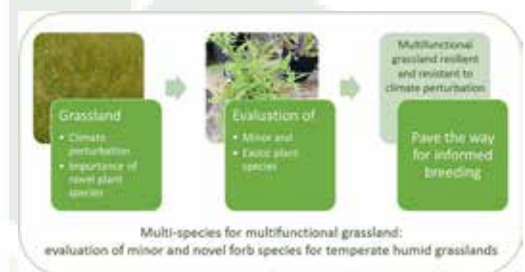 Grassland
• Climate
perturbation
• Importance of
novel plant
species
Evaluation of
• Minor and
• Exotic plant
species
Multifunctional
grassland resilient
and resistant to
climate perturbation
Pave the way
for informed
breeding
Multi-species for multifunctional grassland:
evaluation of minor and novel forb species for temperate humid grasslands